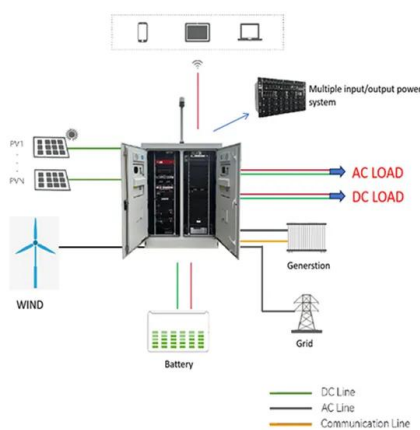 Multiple input/output power
system
PV1
PVN
AC LOAD
DC LOAD
WIND
Generstion
Grid
Battery
DC Line
AC Line
Communication Line